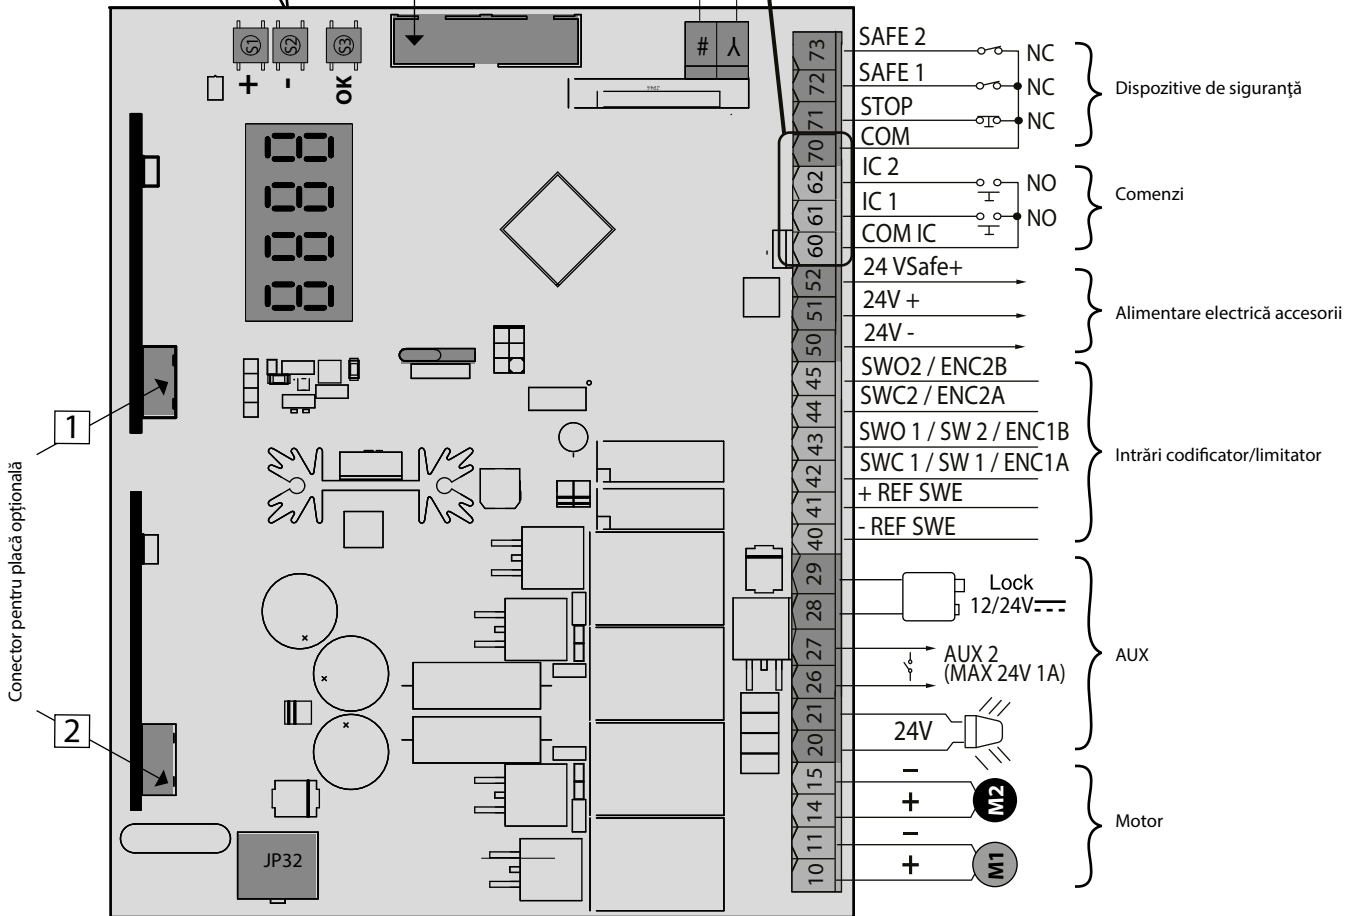 S1 S2 S3
+ - OK
# Y
Conector pentru placă opţională
1
2
JP32
73 SAFE 2 NC
72 SAFE 1 NC
71 STOP NC
70 COM
Dispozitive de siguranţă
62 IC 2 NO
61 IC 1 NO
60 COM IC
Comenzi
52 24 VSafe+
51 24V +
50 24V -
Alimentare electrică accesorii
45 SWO2 / ENC2B
44 SWC2 / ENC2A
43 SWO 1 / SW 2 / ENC1B
42 SWC 1 / SW 1 / ENC1A
41 + REF SWE
40 - REF SWE
Intrări codificator/limitator
29 Lock
28 12/24V
27 AUX 2
26 (MAX 24V 1A)
21
20 24V
AUX
15 −
14 + M2
11 −
10 + M1
Motor